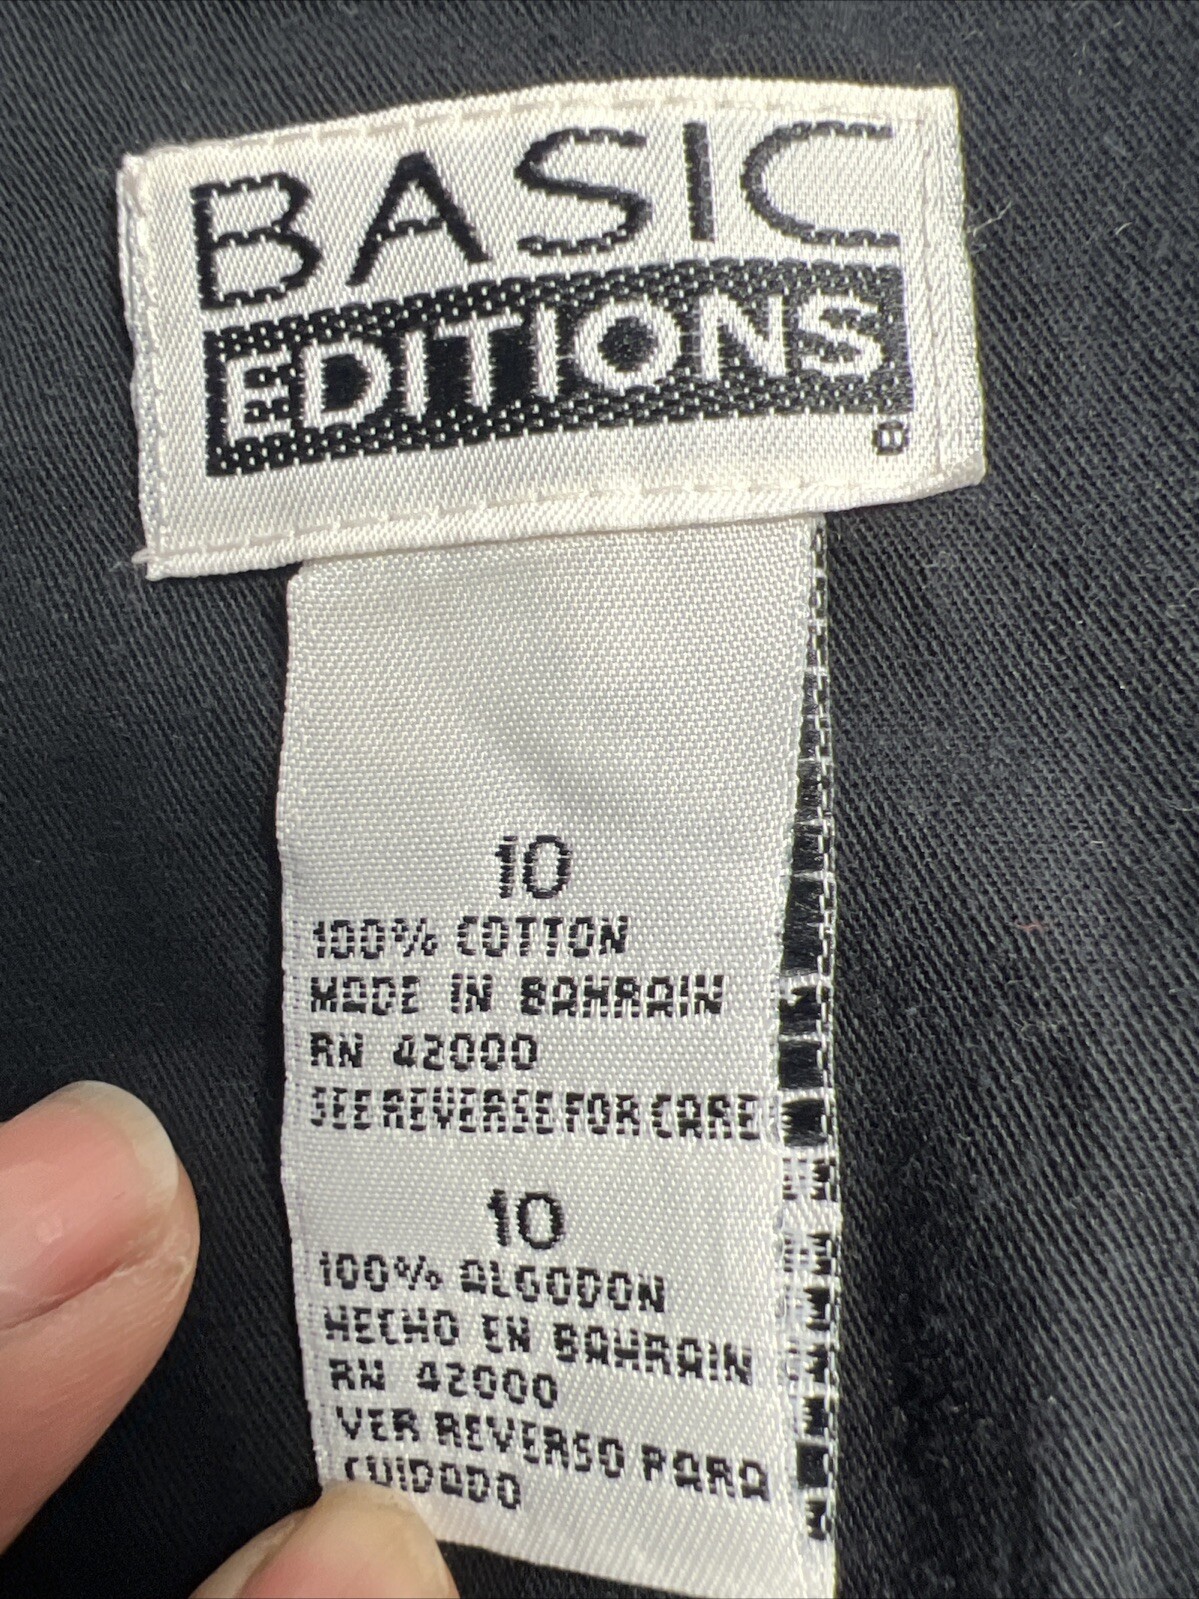 BASIC
EDITIONS
®
10
100% COTTON
MADE IN BAHRAIN
RN 42000
SEE REVERSE FOR CARE
10
100% ALGODON
HECHO EN BAHRAIN
RN 42000
VER REVERSO PARA
CUIDADO